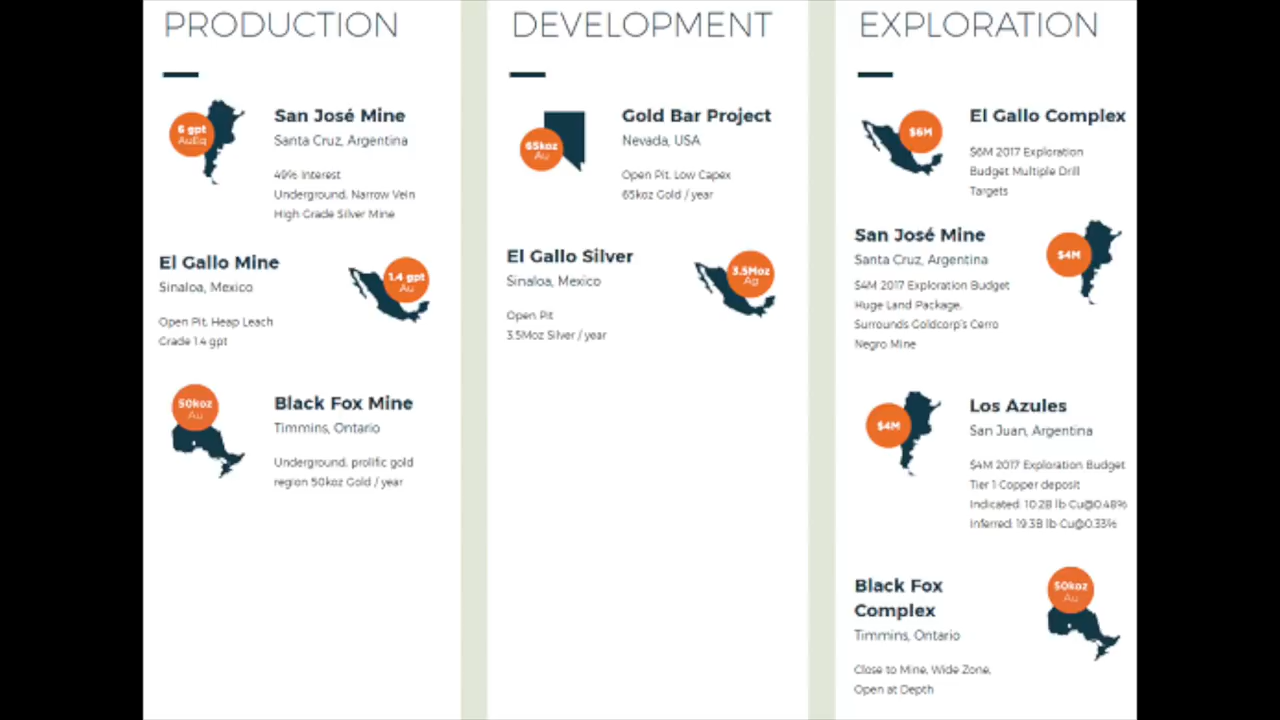 PRODUCTION
6 gpt
AuEq
San José Mine
Santa Cruz, Argentina
49% Interest
Underground, Narrow Vein
High Grade Silver Mine
El Gallo Mine
Sinaloa, Mexico
Open Pit, Heap Leach
Grade 1.4 gpt
1.4 gpt
Au
50koz
Au
Black Fox Mine
Timmins, Ontario
Underground, prolific gold
region 50koz Gold / year
DEVELOPMENT
65koz
Au
Gold Bar Project
Nevada, USA
Open Pit, Low Capex
65koz Gold / year
El Gallo Silver
Sinaloa, Mexico
Open Pit
3.5Moz Silver / year
3.5Moz
Ag
EXPLORATION
$6M
El Gallo Complex
$6M 2017 Exploration
Budget Multiple Drill
Targets
San José Mine
Santa Cruz, Argentina
$4M 2017 Exploration Budget
Huge Land Package,
Surrounds Goldcorp's Cerro
Negro Mine
$4M
$4M
Los Azules
San Juan, Argentina
$4M 2017 Exploration Budget
Tier 1 Copper deposit
Indicated: 10.2B lb Cu@0.48%
Inferred: 19.3B lb Cu@0.33%
Black Fox
Complex
Timmins, Ontario
Close to Mine, Wide Zone,
Open at Depth
50koz
Au